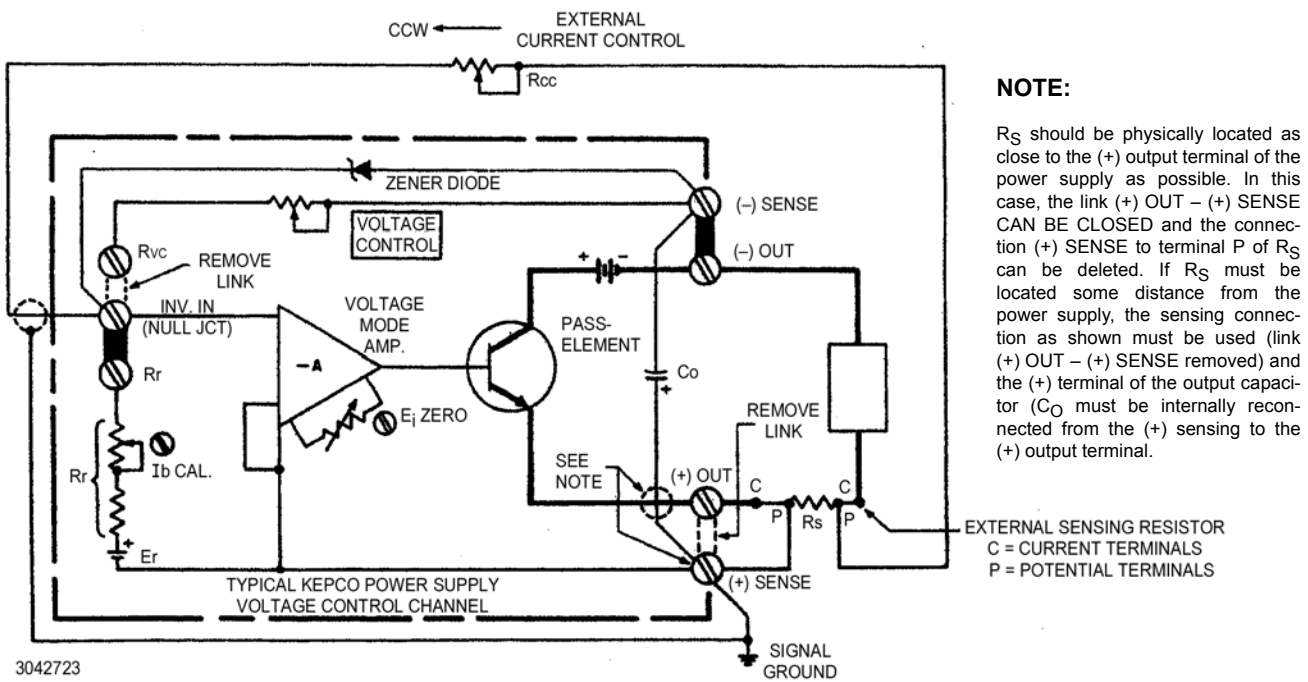 CCW
EXTERNAL
CURRENT CONTROL
Rcc
ZENER DIODE
VOLTAGE
CONTROL
(–) SENSE
(–) OUT
Rvc
REMOVE
LINK
INV. IN
(NULL JCT)
VOLTAGE
MODE
AMP.
PASS-
ELEMENT
+ -
–A
Rr
Co
+
Ei ZERO
REMOVE
LINK
Rr
Ib CAL.
SEE
NOTE
(+) OUT
C
C
P
Rs
P
+
Er
EXTERNAL SENSING RESISTOR
C = CURRENT TERMINALS
P = POTENTIAL TERMINALS
(+) SENSE
TYPICAL KEPCO POWER SUPPLY
VOLTAGE CONTROL CHANNEL
SIGNAL
GROUND
3042723
NOTE:
RS should be physically located as
close to the (+) output terminal of the
power supply as possible. In this
case, the link (+) OUT – (+) SENSE
CAN BE CLOSED and the connec-
tion (+) SENSE to terminal P of RS
can be deleted. If RS must be
located some distance from the
power supply, the sensing connec-
tion as shown must be used (link
(+) OUT – (+) SENSE removed) and
the (+) terminal of the output capaci-
tor (CO must be internally recon-
nected from the (+) sensing to the
(+) output terminal.